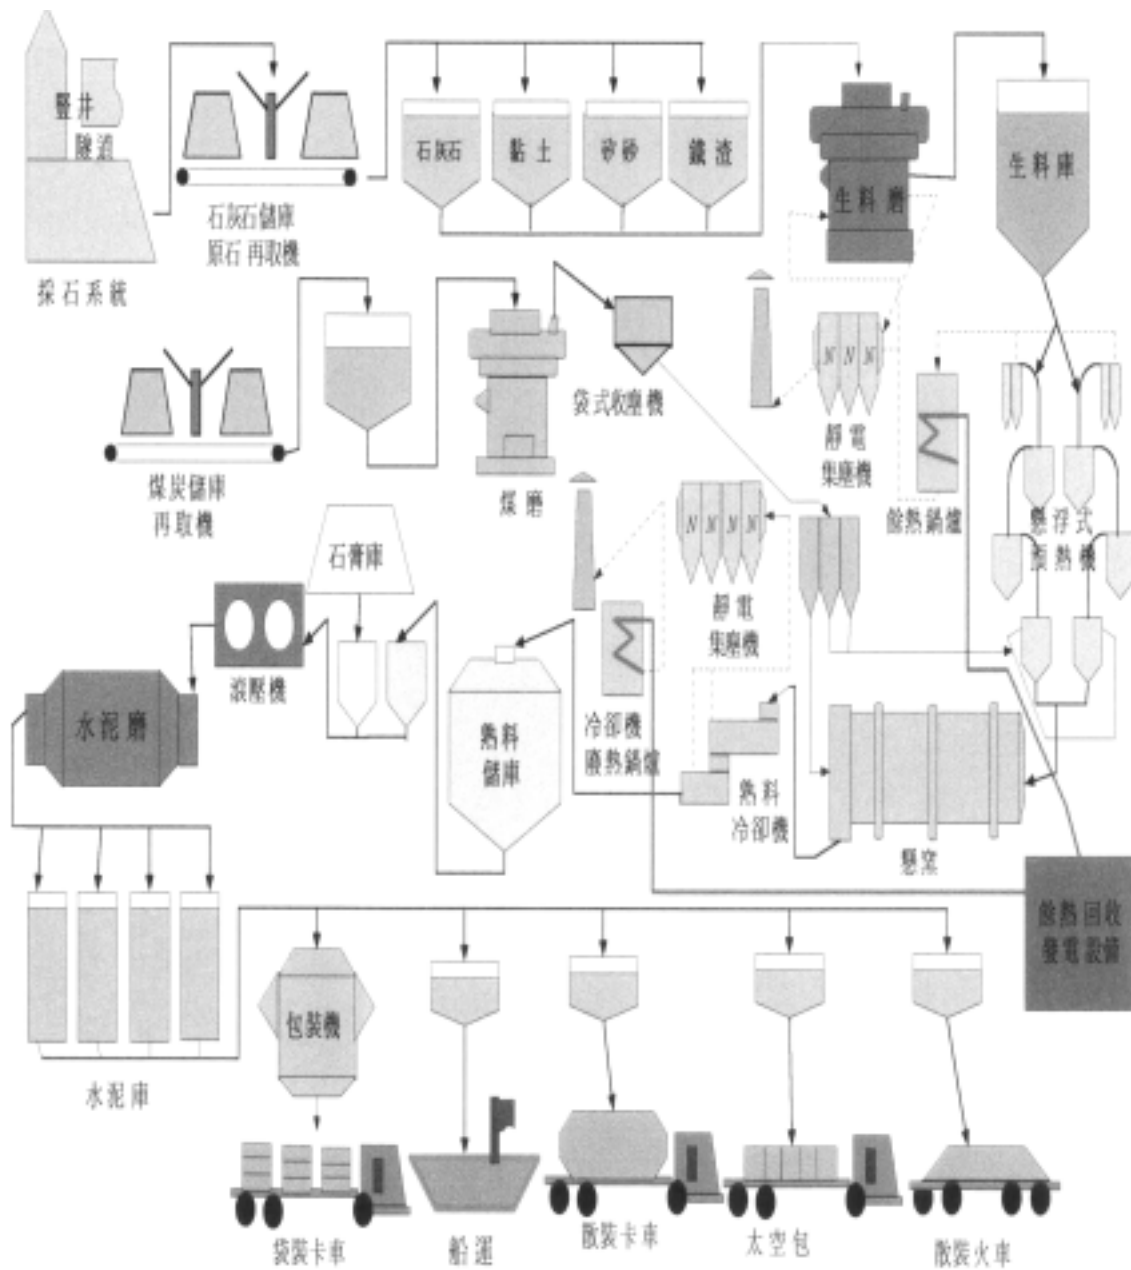 豎井
隧道
採石系統
石灰石儲庫
原石再取機
石灰石
黏土
矽砂
鐵渣
生料磨
生料庫
煤炭儲庫
再取機
煤磨
袋式收塵機
靜電
集塵機
餘熱鍋爐
懸浮式
預熱機
石膏庫
滾壓機
水泥磨
熟料
儲庫
冷卻機
廢熱鍋爐
靜電
集塵機
熟料
冷卻機
懸窯
餘熱回收
發電設備
N N N
N N N N
水泥庫
包裝機
袋裝卡車
船運
散裝卡車
太空包
散裝火車